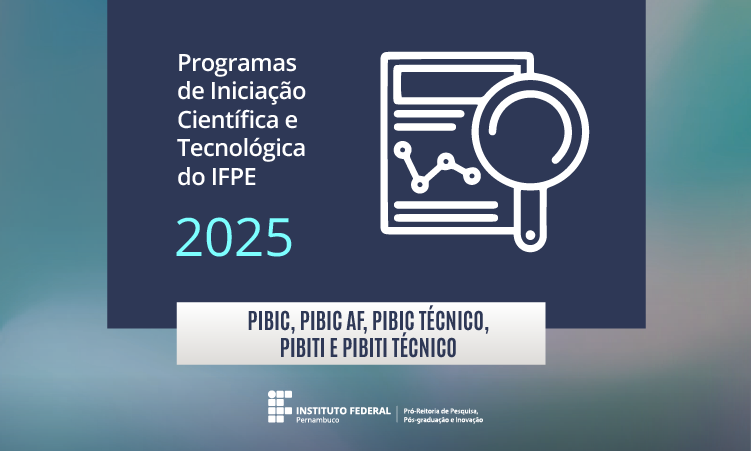 Programas
de Iniciação
Científica e
Tecnológica
do IFPE
2025
PIBIC, PIBIC AF, PIBIC TÉCNICO,
PIBITI E PIBITI TÉCNICO
INSTITUTO FEDERAL
Pernambuco
Pró-Reitoria de Pesquisa,
Pós-graduação e Inovação